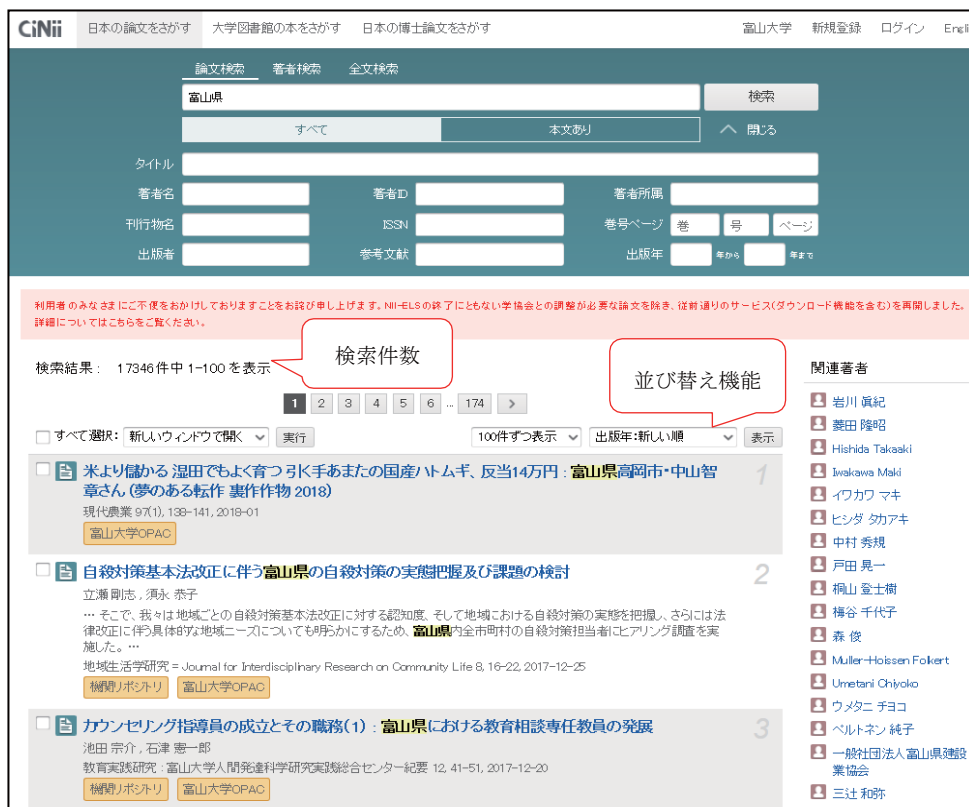 CiNii 日本の論文をさがす 大学図書館の本をさがす 日本の博士論文をさがす 富山大学 新規登録 ログイン Engli
論文検索 著者検索 全文検索
富山県 検索
すべて 本文あり 閉じる
タイトル
著者名 著者ID 著者所属
刊行物名 ISSN 巻号ページ 巻 号 ページ
出版者 参考文献 出版年 年から 年まで
利用者のみなさまにご不便をおかけしておりますことをお詫び申し上げます。NII-ELSの終了にともない学協会との調整が必要な論文を除き、従前通りのサービス(ダウンロード機能を含む)を再開しました。
詳細についてはこちらをご覧ください。
検索結果: 17346件中 1-100 を表示
検索件数
並び替え機能
1 2 3 4 5 6 ... 174 >
すべて選択: 新しいウィンドウで開く 実行 100件ずつ表示 出版年:新しい順 表示
米より儲かる 湿田でもよく育つ 引く手あまたの国産ハトムギ、反当14万円 : 富山県高岡市・中山智
章さん (夢のある転作 裏作作物 2018)
1
現代農業 97(1), 138-141, 2018-01
富山大学OPAC
自殺対策基本法改正に伴う富山県の自殺対策の実態把握及び課題の検討
2
立瀬 剛志 , 須永 恭子
… そこで、我々は地域ごとの自殺対策基本法改正に対する認知度、そして地域における自殺対策の実態を把握し、さらには法
律改正に伴う具体的な地域ニーズについても明らかにするため、富山県内全市町村の自殺対策担当者にヒアリング調査を実
施した。 …
地域生活学研究 = Journal for Interdisciplinary Research on Community Life 8, 16-22, 2017-12-25
機関リポジトリ 富山大学OPAC
カウンセリング指導員の成立とその職務(1) : 富山県における教育相談専任教員の発展
3
池田 宗介 , 石津 憲一郎
教育実践研究 : 富山大学人間発達科学研究実践総合センター紀要 12, 41-51, 2017-12-20
機関リポジトリ 富山大学OPAC
関連著者
岩川 眞紀
菱田 隆昭
Hishida Takaaki
Iwakawa Maki
イワカワ マキ
ヒシダ タカアキ
中村 秀規
戸田 晃一
桐山 登士樹
梅谷 千代子
森 俊
Muller-Hoissen Folkert
Umetani Chiyoko
ウメタニ チヨコ
ベルトネン 純子
一般社団法人富山県建設
業協会
三辻 和弥